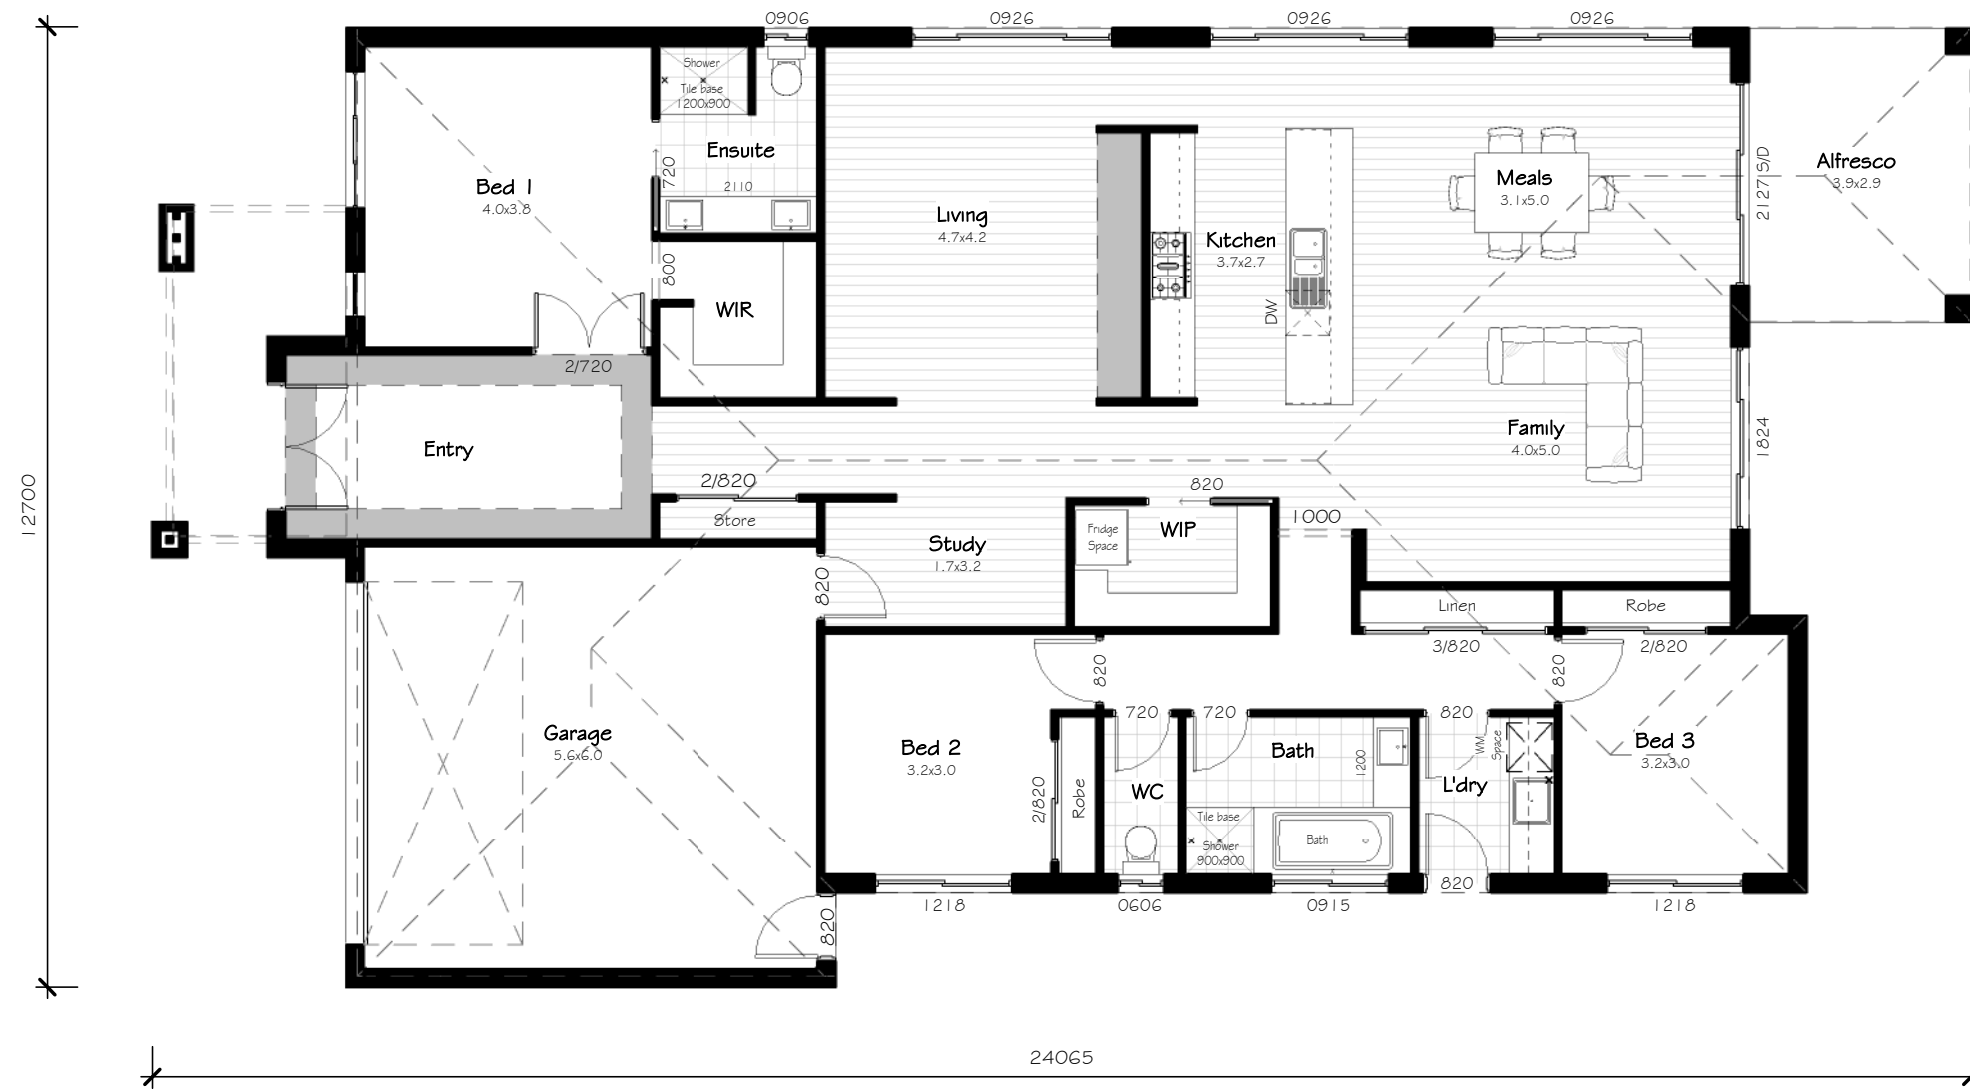 0906
0926
0926
0926
Shower
Tile base
1200x900
Ensuite
720
2110
Bed 1
4.0x3.8
Living
4.7x4.2
Kitchen
3.7x2.7
Meals
3.1x5.0
2127 S/D
Alfresco
3.9x2.9
800
WIR
DW
2/720
Entry
Family
4.0x5.0
1824
12700
2/820
Store
820
WIP
Fridge
Space
1000
Study
1.7x3.2
820
Linen
Robe
3/820
2/820
820
820
720
720
820
Garage
5.6x6.0
Bed 2
3.2x3.0
2/820
Robe
WC
Bath
1200
WM
Space
L'dry
Bed 3
3.2x3.0
Tile base
Shower
900x900
Bath
820
820
1218
0606
0915
1218
24065